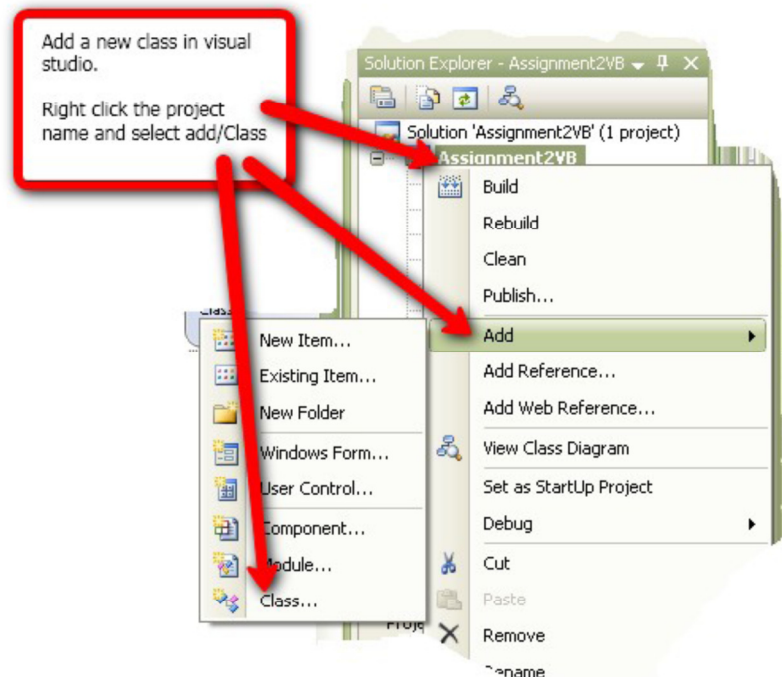 Add a new class in visual
studio.
Right click the project
name and select add/Class
Solution Explorer - Assignment2VB
Solution 'Assignment2VB' (1 project)
Assignment2VB
Build
Rebuild
Clean
Publish...
Add
Add Reference...
Add Web Reference...
View Class Diagram
Set as StartUp Project
Debug
Cut
Paste
Remove
Rename
New Item...
Existing Item...
New Folder
Windows Form...
User Control...
Component...
Module...
Class...